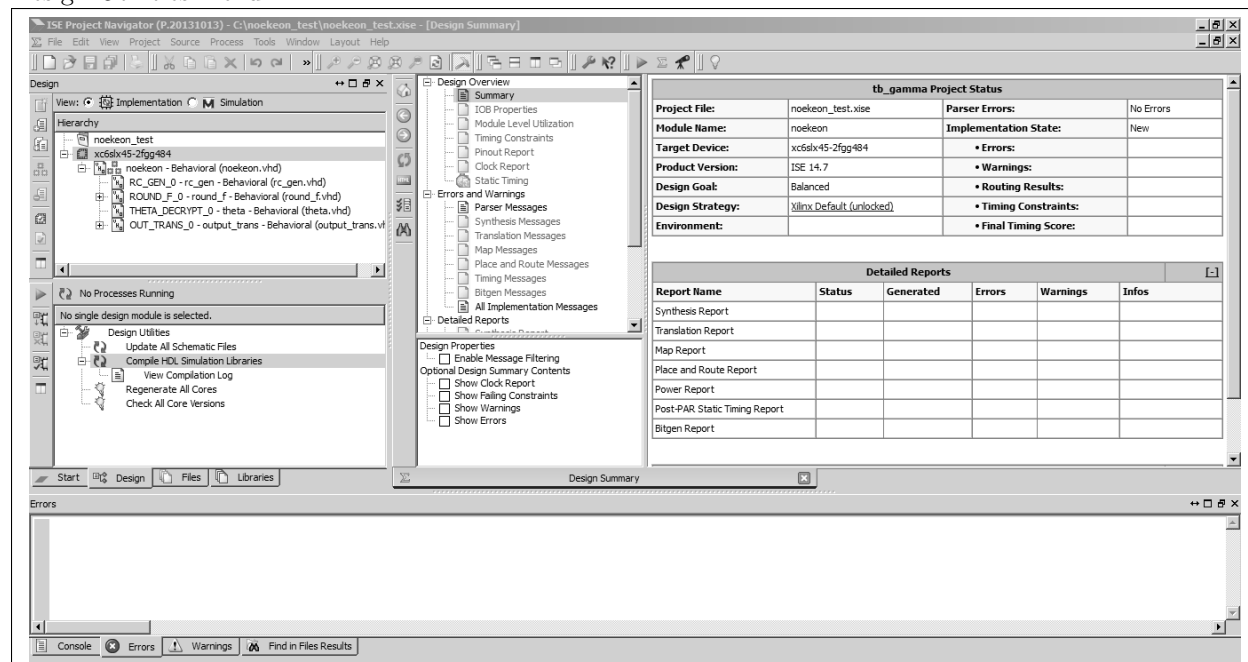 ISE Project Navigator (P.20131013) - C:\noekeon_test\noekeon_test.xise - [Design Summary]
File Edit View Project Source Process Tools Window Layout Help
Design
View: Implementation Simulation
Hierarchy
noekeon_test
xc6slx45-2fgg484
noekeon - Behavioral (noekeon.vhd)
RC_GEN_0 - rc_gen - Behavioral (rc_gen.vhd)
ROUND_F_0 - round_f - Behavioral (round_f.vhd)
THETA_DECRYPT_0 - theta - Behavioral (theta.vhd)
OUT_TRANS_0 - output_trans - Behavioral (output_trans.vh
No Processes Running
No single design module is selected.
Design Utilities
Update All Schematic Files
Compile HDL Simulation Libraries
View Compilation Log
Regenerate All Cores
Check All Core Versions
Start Design Files Libraries
Design Overview
Summary
IOB Properties
Module Level Utilization
Timing Constraints
Pinout Report
Clock Report
Static Timing
Errors and Warnings
Parser Messages
Synthesis Messages
Translation Messages
Map Messages
Place and Route Messages
Timing Messages
Bitgen Messages
All Implementation Messages
Detailed Reports
Design Properties
Enable Message Filtering
Optional Design Summary Contents
Show Clock Report
Show Failing Constraints
Show Warnings
Show Errors
tb_gamma Project Status
Project File: noekeon_test.xise Parser Errors: No Errors
Module Name: noekeon Implementation State: New
Target Device: xc6slx45-2fgg484 • Errors:
Product Version: ISE 14.7 • Warnings:
Design Goal: Balanced • Routing Results:
Design Strategy: Xilinx Default (unlocked) • Timing Constraints:
Environment: • Final Timing Score:
Detailed Reports [-]
Report Name Status Generated Errors Warnings Infos
Synthesis Report
Translation Report
Map Report
Place and Route Report
Power Report
Post-PAR Static Timing Report
Bitgen Report
Design Summary
Errors
Console Errors Warnings Find in Files Results